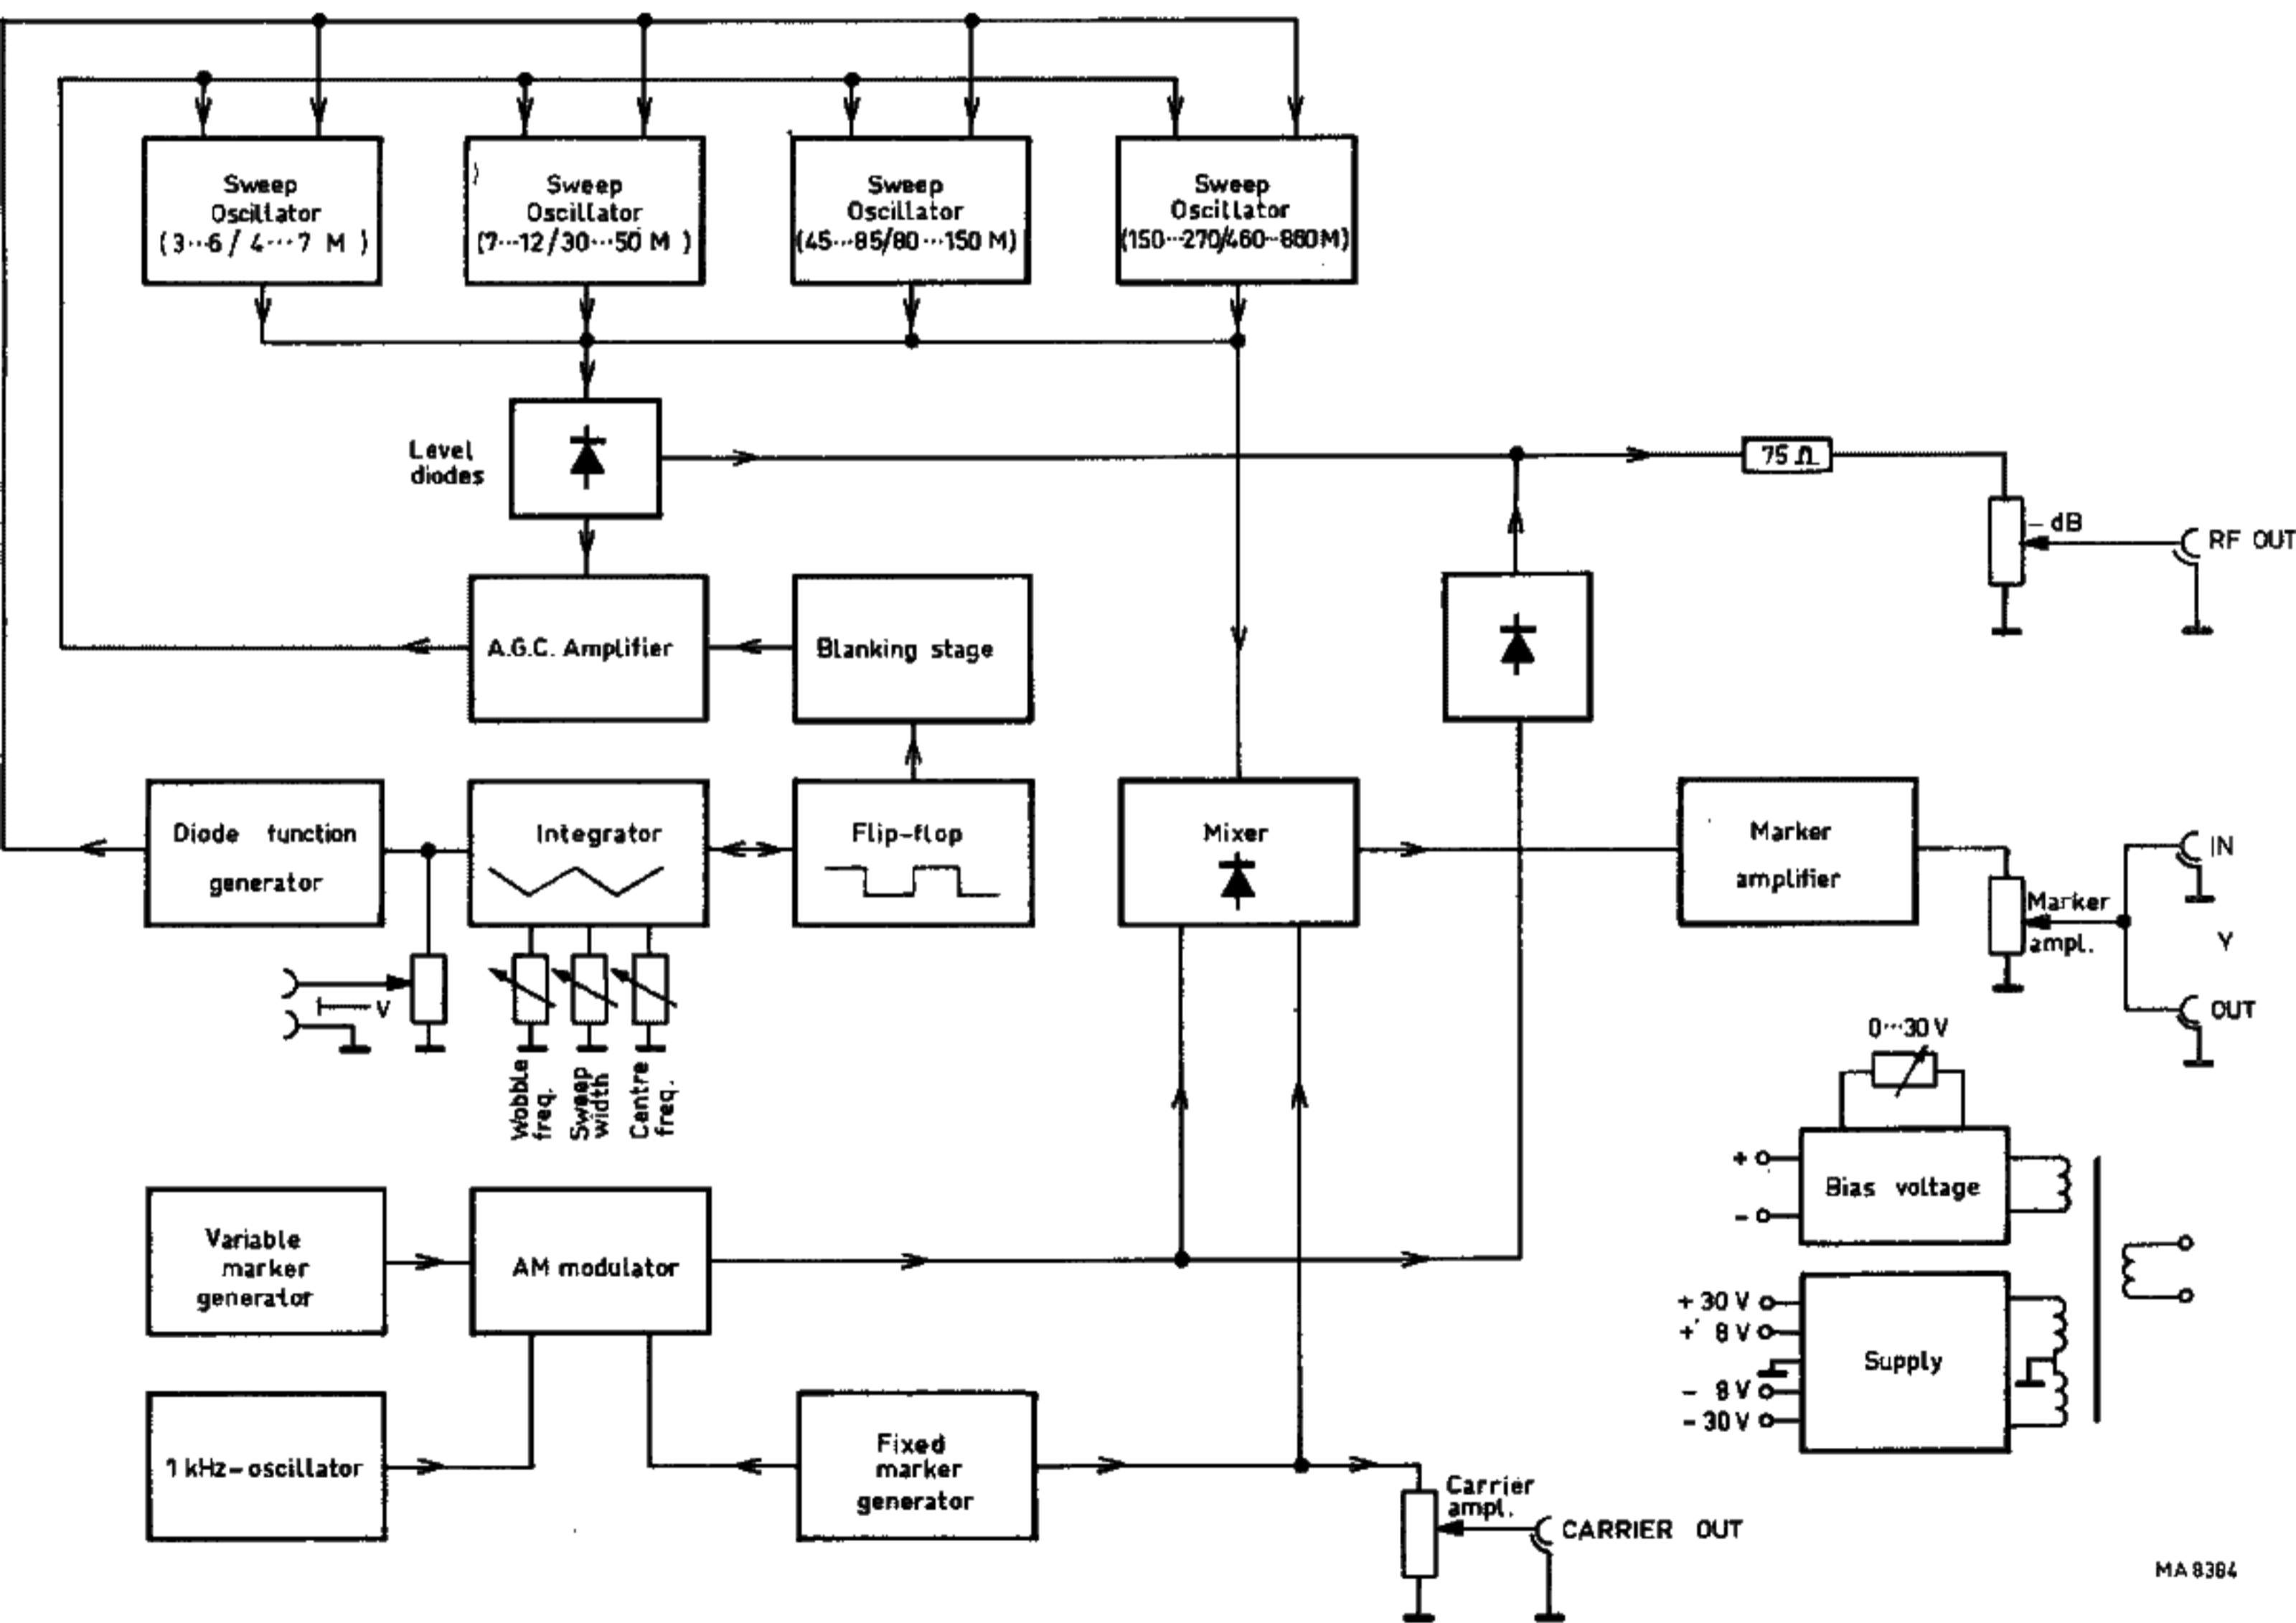 Sweep
Oscillator
(3···6/ 4···7 M )
Sweep
Oscillator
(7···12/30···50 M )
Sweep
Oscillator
(45···85/80···150 M)
Sweep
Oscillator
(150···270/460···860M)
Level
diodes
75 Ω
– dB
RF OUT
A.G.C. Amplifier
Blanking stage
Diode function
generator
Integrator
Flip-flop
Mixer
Marker
amplifier
IN
Marker
ampl.
Y
OUT
V
Wobble
freq.
Sweep
width
Centre
freq.
0···30 V
+
Bias voltage
–
Variable
marker
generator
AM modulator
+ 30 V
+ 8 V
Supply
– 8 V
– 30 V
1 kHz-oscillator
Fixed
marker
generator
Carrier
ampl.
CARRIER OUT
MA 8384